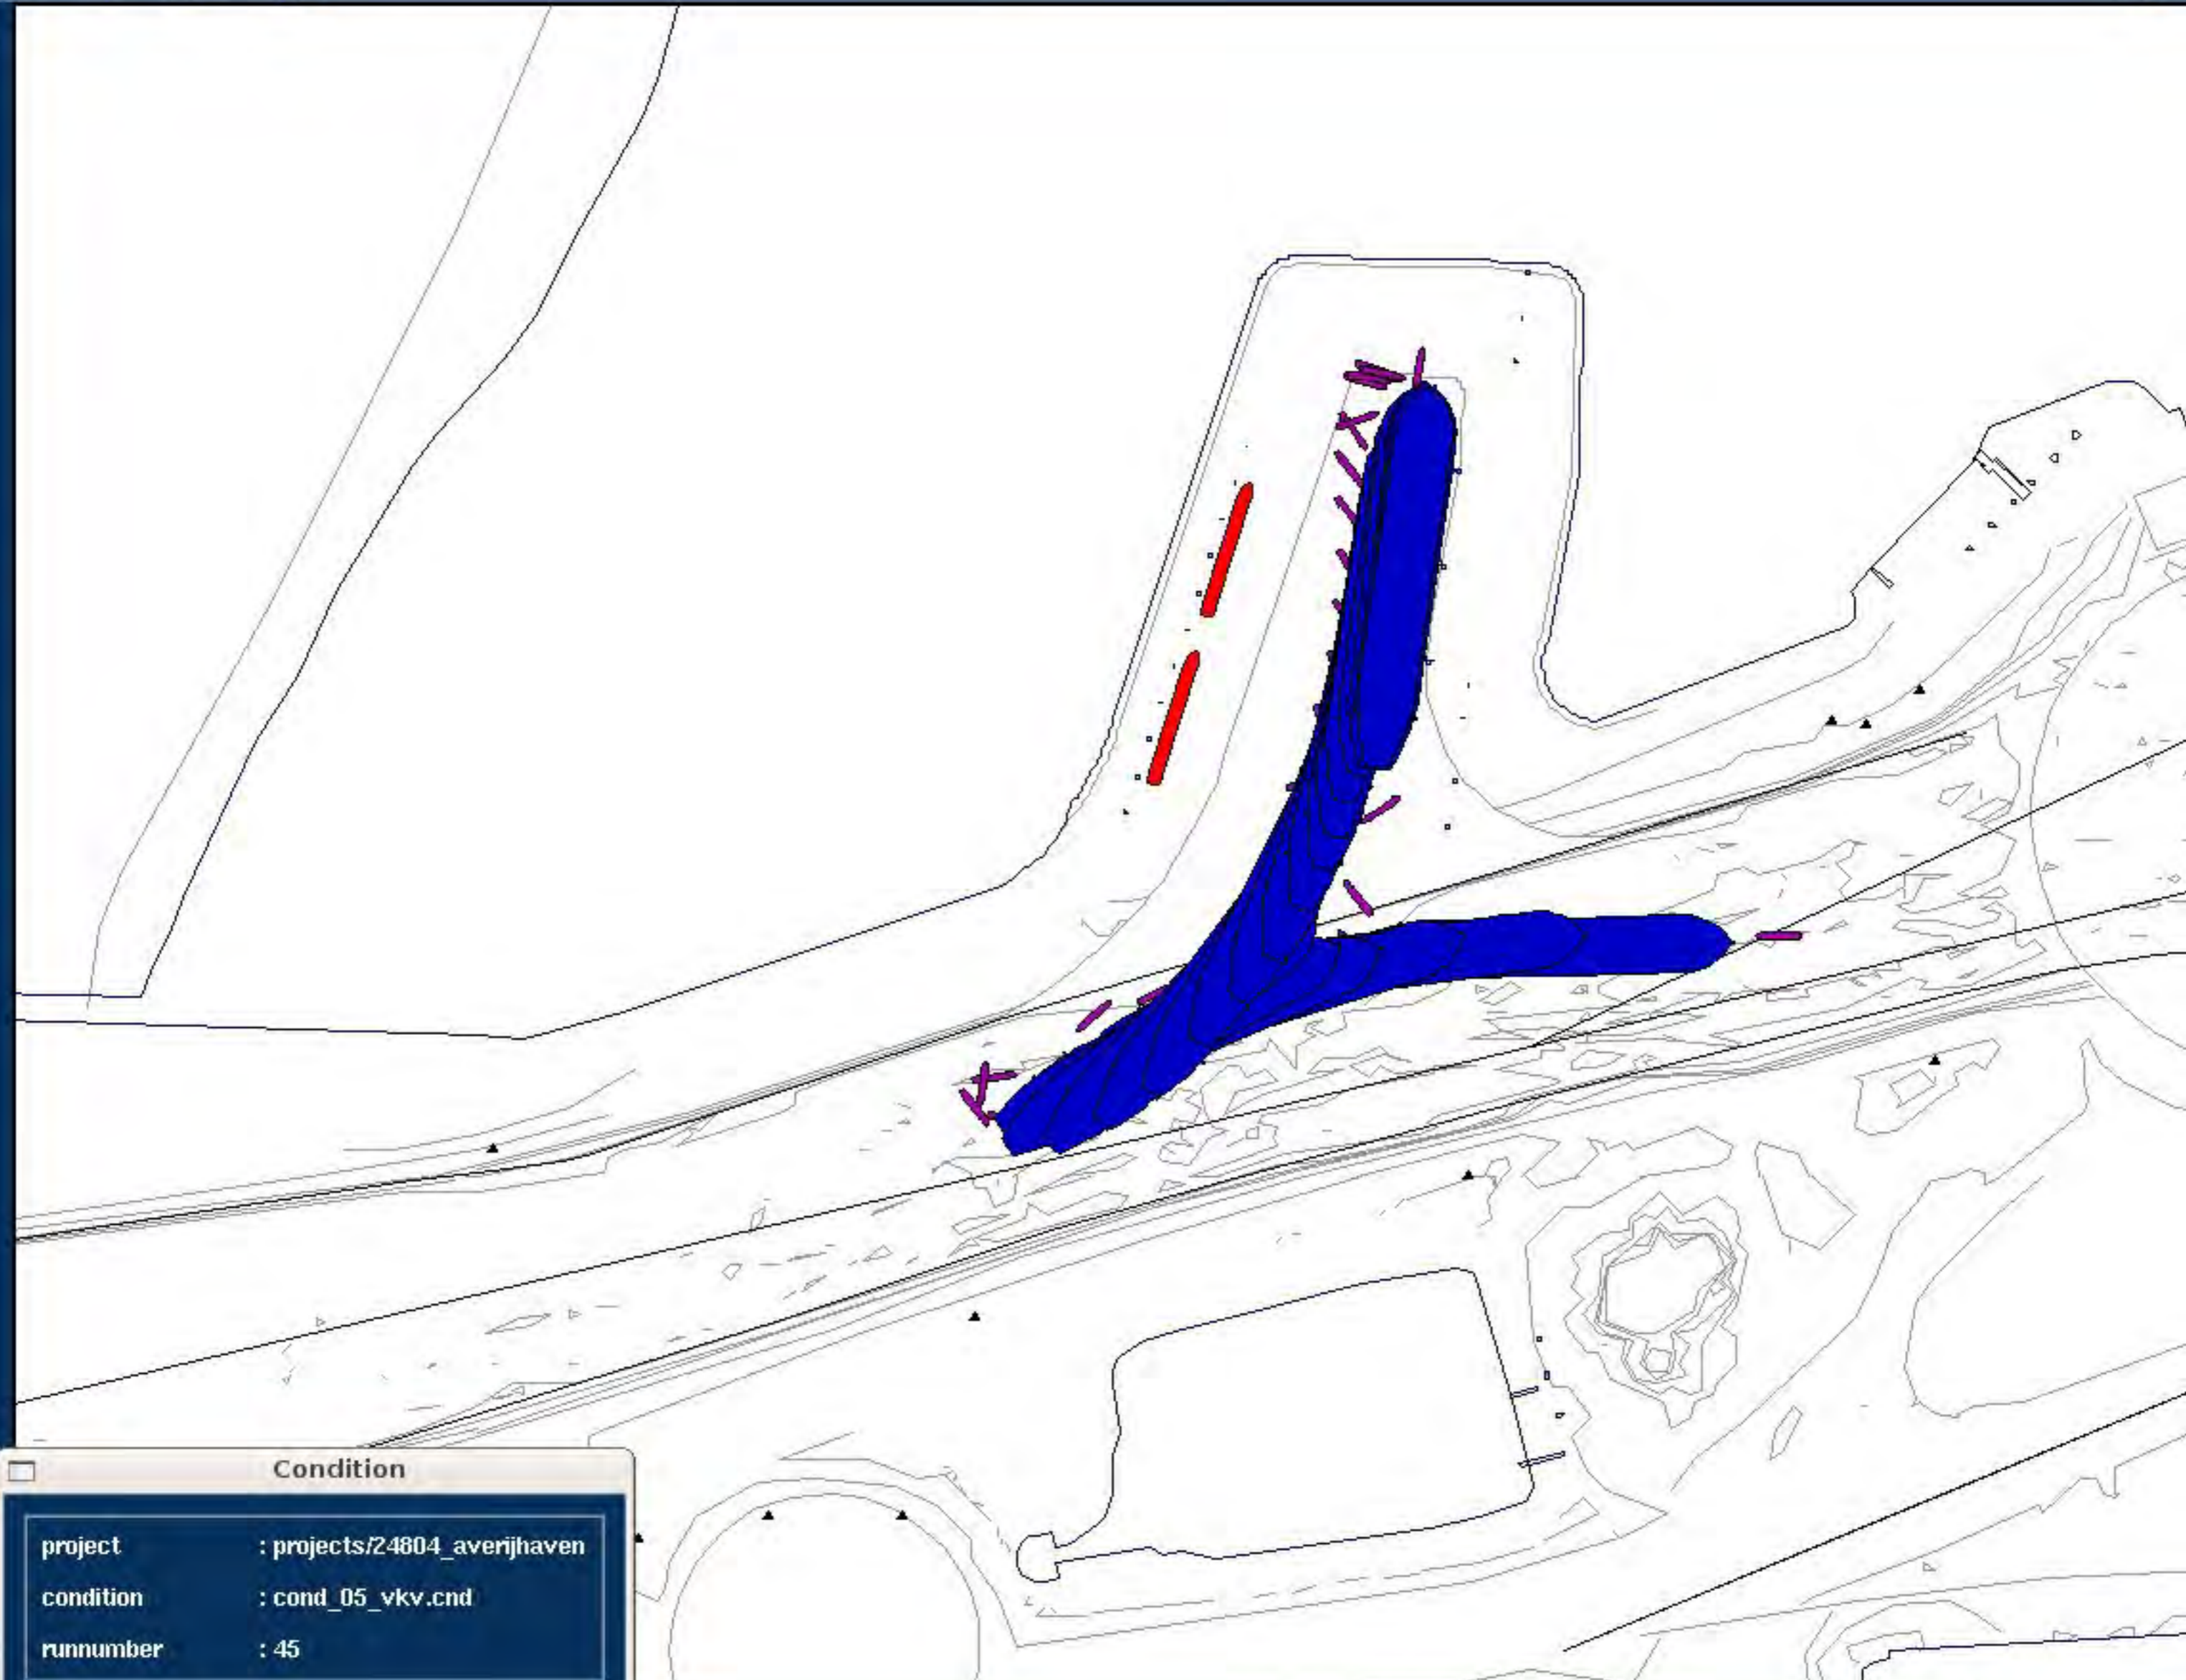 Condition
project : projects/24804_averijhaven
condition : cond_05_vkv.cnd
runnumber : 45